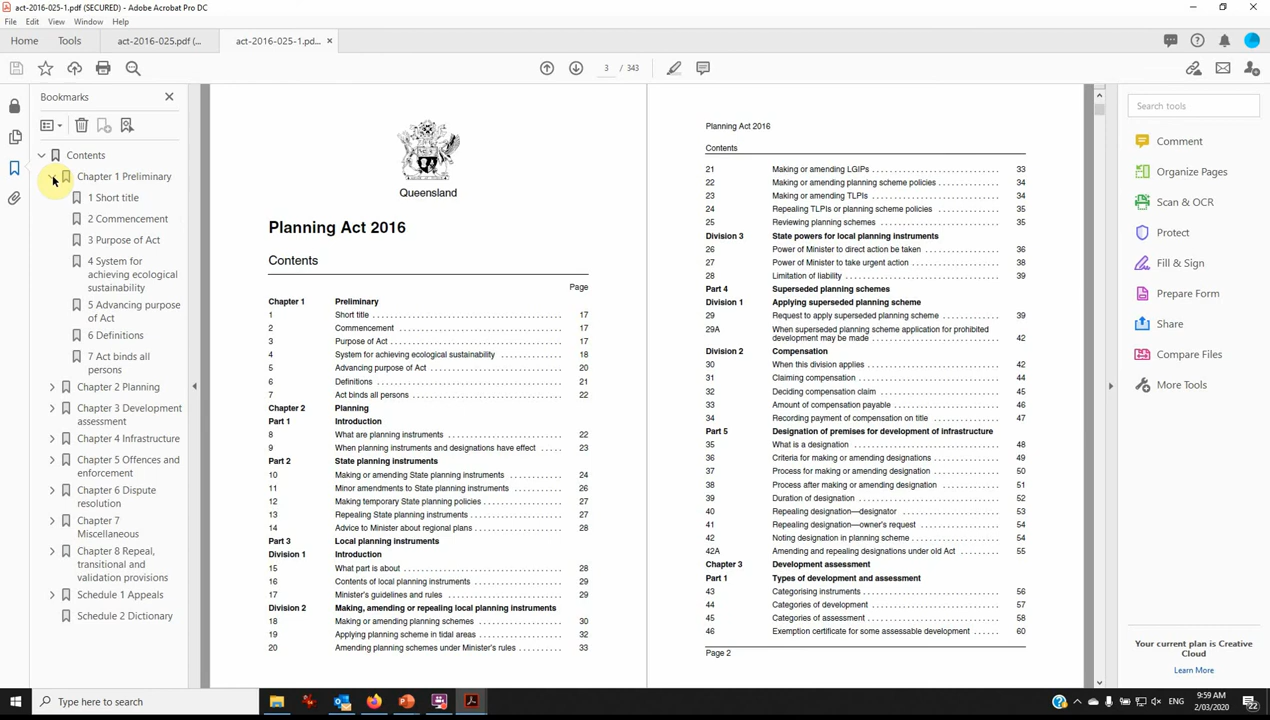 act-2016-025-1.pdf (SECURED) - Adobe Acrobat Pro DC
File Edit View Window Help
Home Tools act-2016-025.pdf (... act-2016-025-1.pd... ×
3 / 343
Bookmarks
Contents
Chapter 1 Preliminary
1 Short title
2 Commencement
3 Purpose of Act
4 System for
achieving ecological
sustainability
5 Advancing purpose
of Act
6 Definitions
7 Act binds all
persons
Chapter 2 Planning
Chapter 3 Development
assessment
Chapter 4 Infrastructure
Chapter 5 Offences and
enforcement
Chapter 6 Dispute
resolution
Chapter 7
Miscellaneous
Chapter 8 Repeal,
transitional and
validation provisions
Schedule 1 Appeals
Schedule 2 Dictionary
Queensland
Planning Act 2016
Contents
Page
Chapter 1 Preliminary
1 Short title . . . . . . . . . . 17
2 Commencement . . . . . . . . . . 17
3 Purpose of Act . . . . . . . . . . 17
4 System for achieving ecological sustainability . . . . . . . . . . 18
5 Advancing purpose of Act . . . . . . . . . . 20
6 Definitions . . . . . . . . . . 21
7 Act binds all persons . . . . . . . . . . 22
Chapter 2 Planning
Part 1 Introduction
8 What are planning instruments . . . . . . . . . . 22
9 When planning instruments and designations have effect . . . . . 23
Part 2 State planning instruments
10 Making or amending State planning instruments . . . . . . . . . . 24
11 Minor amendments to State planning instruments . . . . . . . . . . 26
12 Making temporary State planning policies . . . . . . . . . . 27
13 Repealing State planning instruments . . . . . . . . . . 27
14 Advice to Minister about regional plans . . . . . . . . . . 28
Part 3 Local planning instruments
Division 1 Introduction
15 What part is about . . . . . . . . . . 28
16 Contents of local planning instruments . . . . . . . . . . 29
17 Minister's guidelines and rules . . . . . . . . . . 29
Division 2 Making, amending or repealing local planning instruments
18 Making or amending planning schemes . . . . . . . . . . 30
19 Applying planning scheme in tidal areas . . . . . . . . . . 32
20 Amending planning schemes under Minister's rules . . . . . . . . . . 33
Planning Act 2016
Contents
21 Making or amending LGIPs . . . . . . . . . . 33
22 Making or amending planning scheme policies . . . . . . . . . . 34
23 Making or amending TLPIs . . . . . . . . . . 34
24 Repealing TLPIs or planning scheme policies . . . . . . . . . . 35
25 Reviewing planning schemes . . . . . . . . . . 35
Division 3 State powers for local planning instruments
26 Power of Minister to direct action be taken . . . . . . . . . . 36
27 Power of Minister to take urgent action . . . . . . . . . . 38
28 Limitation of liability . . . . . . . . . . 39
Part 4 Superseded planning schemes
Division 1 Applying superseded planning scheme
29 Request to apply superseded planning scheme . . . . . . . . . . 39
29A When superseded planning scheme application for prohibited
development may be made . . . . . . . . . . 42
Division 2 Compensation
30 When this division applies . . . . . . . . . . 42
31 Claiming compensation . . . . . . . . . . 44
32 Deciding compensation claim . . . . . . . . . . 45
33 Amount of compensation payable . . . . . . . . . . 46
34 Recording payment of compensation on title . . . . . . . . . . 47
Part 5 Designation of premises for development of infrastructure
35 What is a designation . . . . . . . . . . 48
36 Criteria for making or amending designations . . . . . . . . . . 49
37 Process for making or amending designation . . . . . . . . . . 50
38 Process after making or amending designation . . . . . . . . . . 51
39 Duration of designation . . . . . . . . . . 52
40 Repealing designation—designator . . . . . . . . . . 53
41 Repealing designation—owner's request . . . . . . . . . . 54
42 Noting designation in planning scheme . . . . . . . . . . 54
42A Amending and repealing designations under old Act . . . . . . . . . . 55
Chapter 3 Development assessment
Part 1 Types of development and assessment
43 Categorising instruments . . . . . . . . . . 56
44 Categories of development . . . . . . . . . . 57
45 Categories of assessment . . . . . . . . . . 58
46 Exemption certificate for some assessable development . . . . . . 60
Page 2
Search tools
Comment
Organize Pages
Scan & OCR
Protect
Fill & Sign
Prepare Form
Share
Compare Files
More Tools
Your current plan is Creative
Cloud
Learn More
Type here to search
ENG
9:59 AM
2/03/2020
22